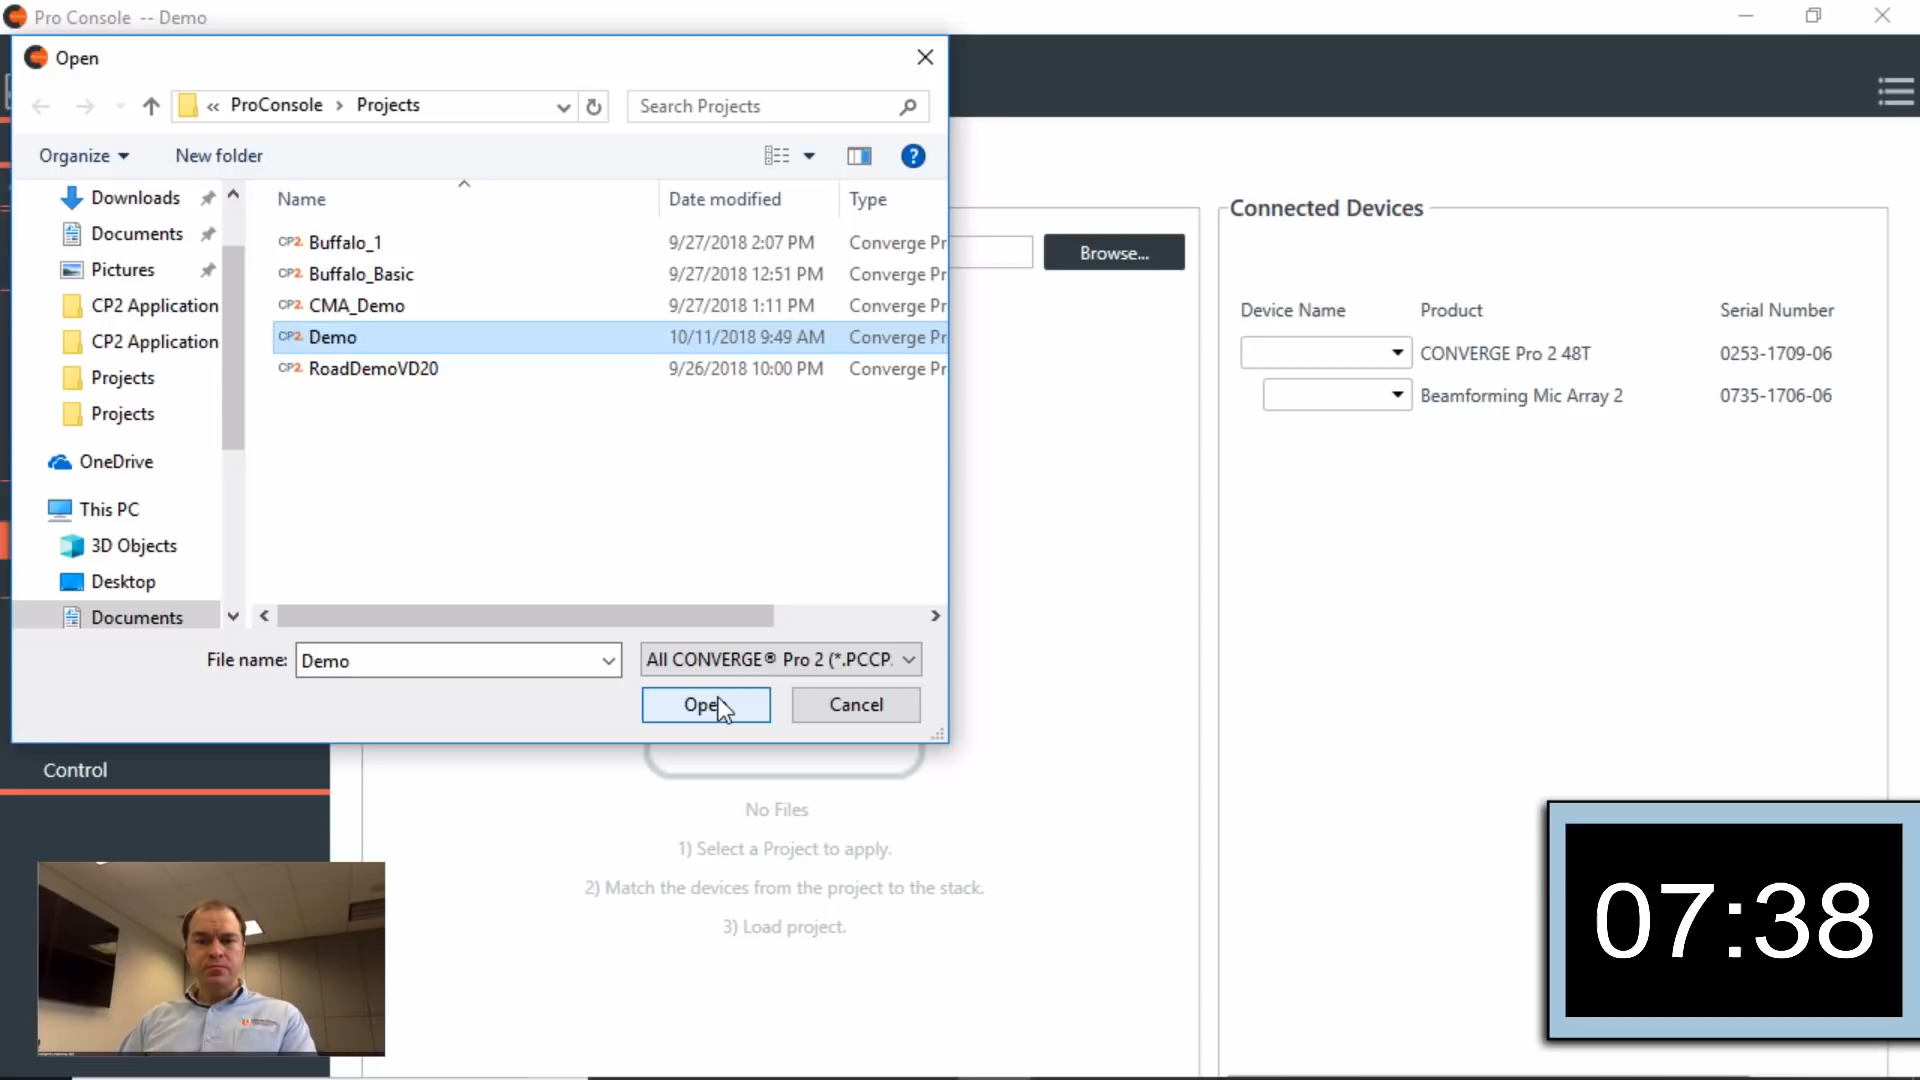 Pro Console -- Demo
Open
« ProConsole › Projects
Search Projects
Organize
New folder
Downloads
Documents
Pictures
CP2 Application
CP2 Application
Projects
Projects
OneDrive
This PC
3D Objects
Desktop
Documents
Name Date modified Type
CP2. Buffalo_1 9/27/2018 2:07 PM Converge Pr
CP2. Buffalo_Basic 9/27/2018 12:51 PM Converge Pr
CP2. CMA_Demo 9/27/2018 1:11 PM Converge Pr
CP2. Demo 10/11/2018 9:49 AM Converge Pr
CP2. RoadDemoVD20 9/26/2018 10:00 PM Converge Pr
File name: Demo
All CONVERGE® Pro 2 (*.PCCP
Open
Cancel
Browse...
Connected Devices
Device Name Product Serial Number
CONVERGE Pro 2 48T 0253-1709-06
Beamforming Mic Array 2 0735-1706-06
Control
No Files
1) Select a Project to apply.
2) Match the devices from the project to the stack.
3) Load project.
07:38